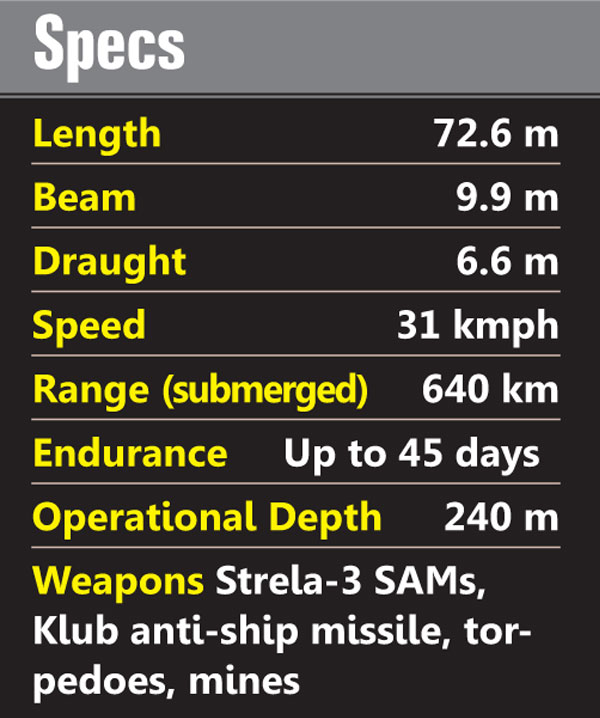 Specs
Length 72.6 m
Beam 9.9 m
Draught 6.6 m
Speed 31 kmph
Range (submerged) 640 km
Endurance Up to 45 days
Operational Depth 240 m
Weapons Strela-3 SAMs,
Klub anti-ship missile, tor-
pedoes, mines